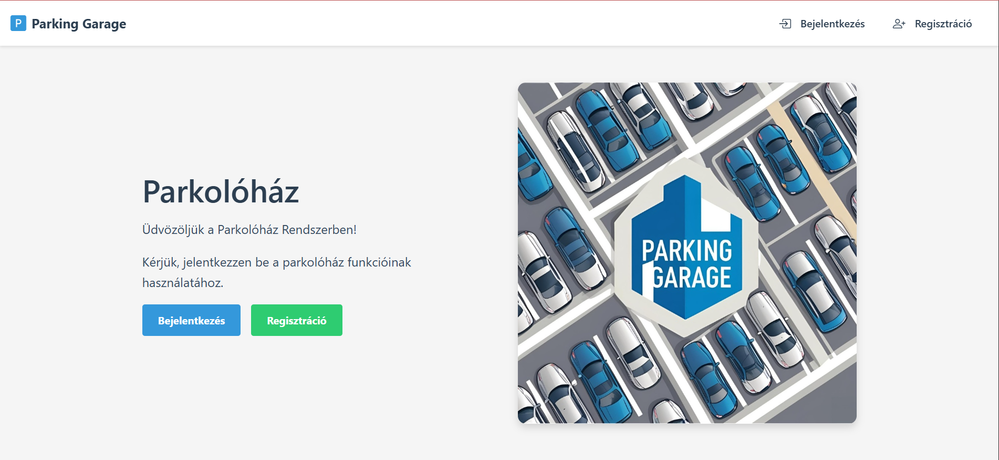 P Parking Garage
Bejelentkezés
Regisztráció
Parkolóház
Üdvözöljük a Parkolóház Rendszerben!
Kérjük, jelentkezzen be a parkolóház funkcióinak
használatához.
Bejelentkezés
Regisztráció
PARKING
GARAGE